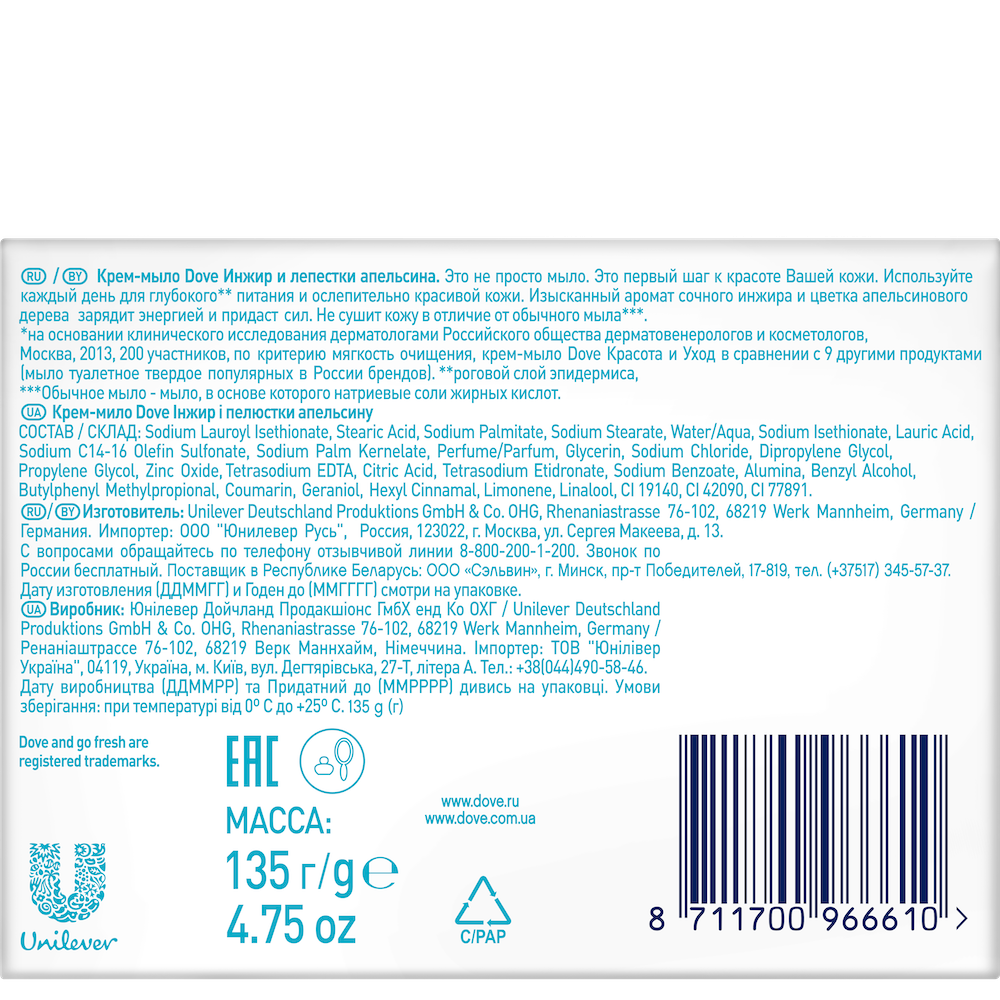 RU / BY Крем-мыло Dove Инжир и лепестки апельсина. Это не просто мыло. Это первый шаг к красоте Вашей кожи. Используйте
каждый день для глубокого** питания и ослепительно красивой кожи. Изысканный аромат сочного инжира и цветка апельсинового
дерева зарядит энергией и придаст сил. Не сушит кожу в отличие от обычного мыла***.
*на основании клинического исследования дерматологами Российского общества дерматовенерологов и косметологов,
Москва, 2013, 200 участников, по критерию мягкость очищения, крем-мыло Dove Красота и Уход в сравнении с 9 другими продуктами
(мыло туалетное твердое популярных в России брендов). **роговой слой эпидермиса,
***Обычное мыло - мыло, в основе которого натриевые соли жирных кислот.
UA Крем-мило Dove Інжир і пелюстки апельсину
СОСТАВ / СКЛАД: Sodium Lauroyl Isethionate, Stearic Acid, Sodium Palmitate, Sodium Stearate, Water/Aqua, Sodium Isethionate, Lauric Acid,
Sodium C14-16 Olefin Sulfonate, Sodium Palm Kernelate, Perfume/Parfum, Glycerin, Sodium Chloride, Dipropylene Glycol,
Propylene Glycol, Zinc Oxide, Tetrasodium EDTA, Citric Acid, Tetrasodium Etidronate, Sodium Benzoate, Alumina, Benzyl Alcohol,
Butylphenyl Methylpropional, Coumarin, Geraniol, Hexyl Cinnamal, Limonene, Linalool, CI 19140, CI 42090, CI 77891.
RU/BY Изготовитель: Unilever Deutschland Produktions GmbH & Co. OHG, Rhenaniastrasse 76-102, 68219 Werk Mannheim, Germany /
Германия. Импортер: ООО "Юнилевер Русь", Россия, 123022, г. Москва, ул. Сергея Макеева, д. 13.
С вопросами обращайтесь по телефону отзывчивой линии 8-800-200-1-200. Звонок по
России бесплатный. Поставщик в Республике Беларусь: ООО «Сэльвин», г. Минск, пр-т Победителей, 17-819, тел. (+37517) 345-57-37.
Дату изготовления (ДДММГГ) и Годен до (ММГГГГ) смотри на упаковке.
UA Виробник: Юнілевер Дойчланд Продакшіонс ГмбХ енд Ко ОХГ / Unilever Deutschland
Produktions GmbH & Co. OHG, Rhenaniastrasse 76-102, 68219 Werk Mannheim, Germany /
Ренаніаштрассе 76-102, 68219 Верк Маннхайм, Німеччина. Імпортер: ТОВ "Юнілівер
Україна", 04119, Україна, м. Київ, вул. Дегтярівська, 27-Т, літера А. Тел.: +38(044)490-58-46.
Дату виробництва (ДДММРР) та Придатний до (ММРРРР) дивись на упаковці. Умови
зберігання: при температурі від 0º С до +25º С. 135 g (г)
Dove and go fresh are
registered trademarks.
EAC
МАССА:
135 г/g ℮
4.75 oz
www.dove.ru
www.dove.com.ua
C/PAP
Unilever
8 711700 966610 >